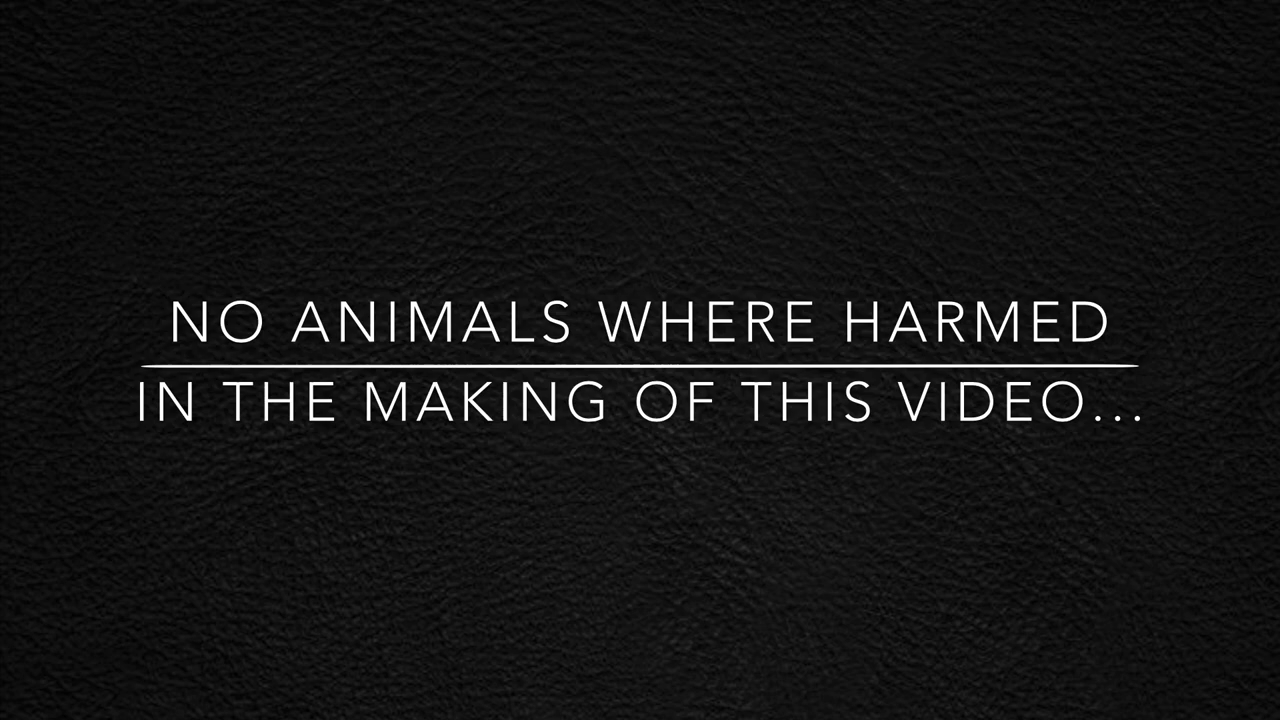 NO ANIMALS WHERE HARMED
IN THE MAKING OF THIS VIDEO...